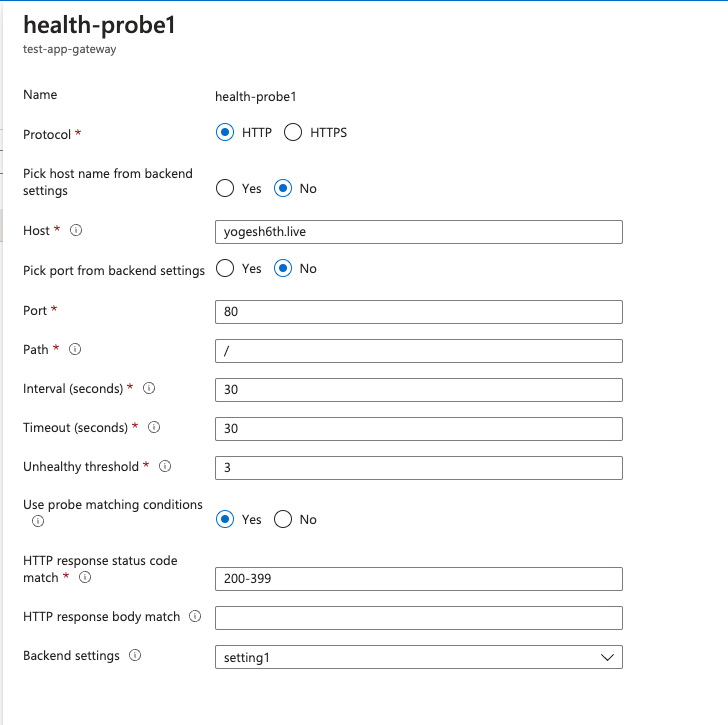 health-probe1
test-app-gateway
Name
health-probe1
Protocol *
HTTP
HTTPS
Pick host name from backend
settings
Yes
No
Host *
yogesh6th.live
Pick port from backend settings
Yes
No
Port *
80
Path *
/
Interval (seconds) *
30
Timeout (seconds) *
30
Unhealthy threshold *
3
Use probe matching conditions
Yes
No
HTTP response status code
match *
200-399
HTTP response body match
Backend settings
setting1